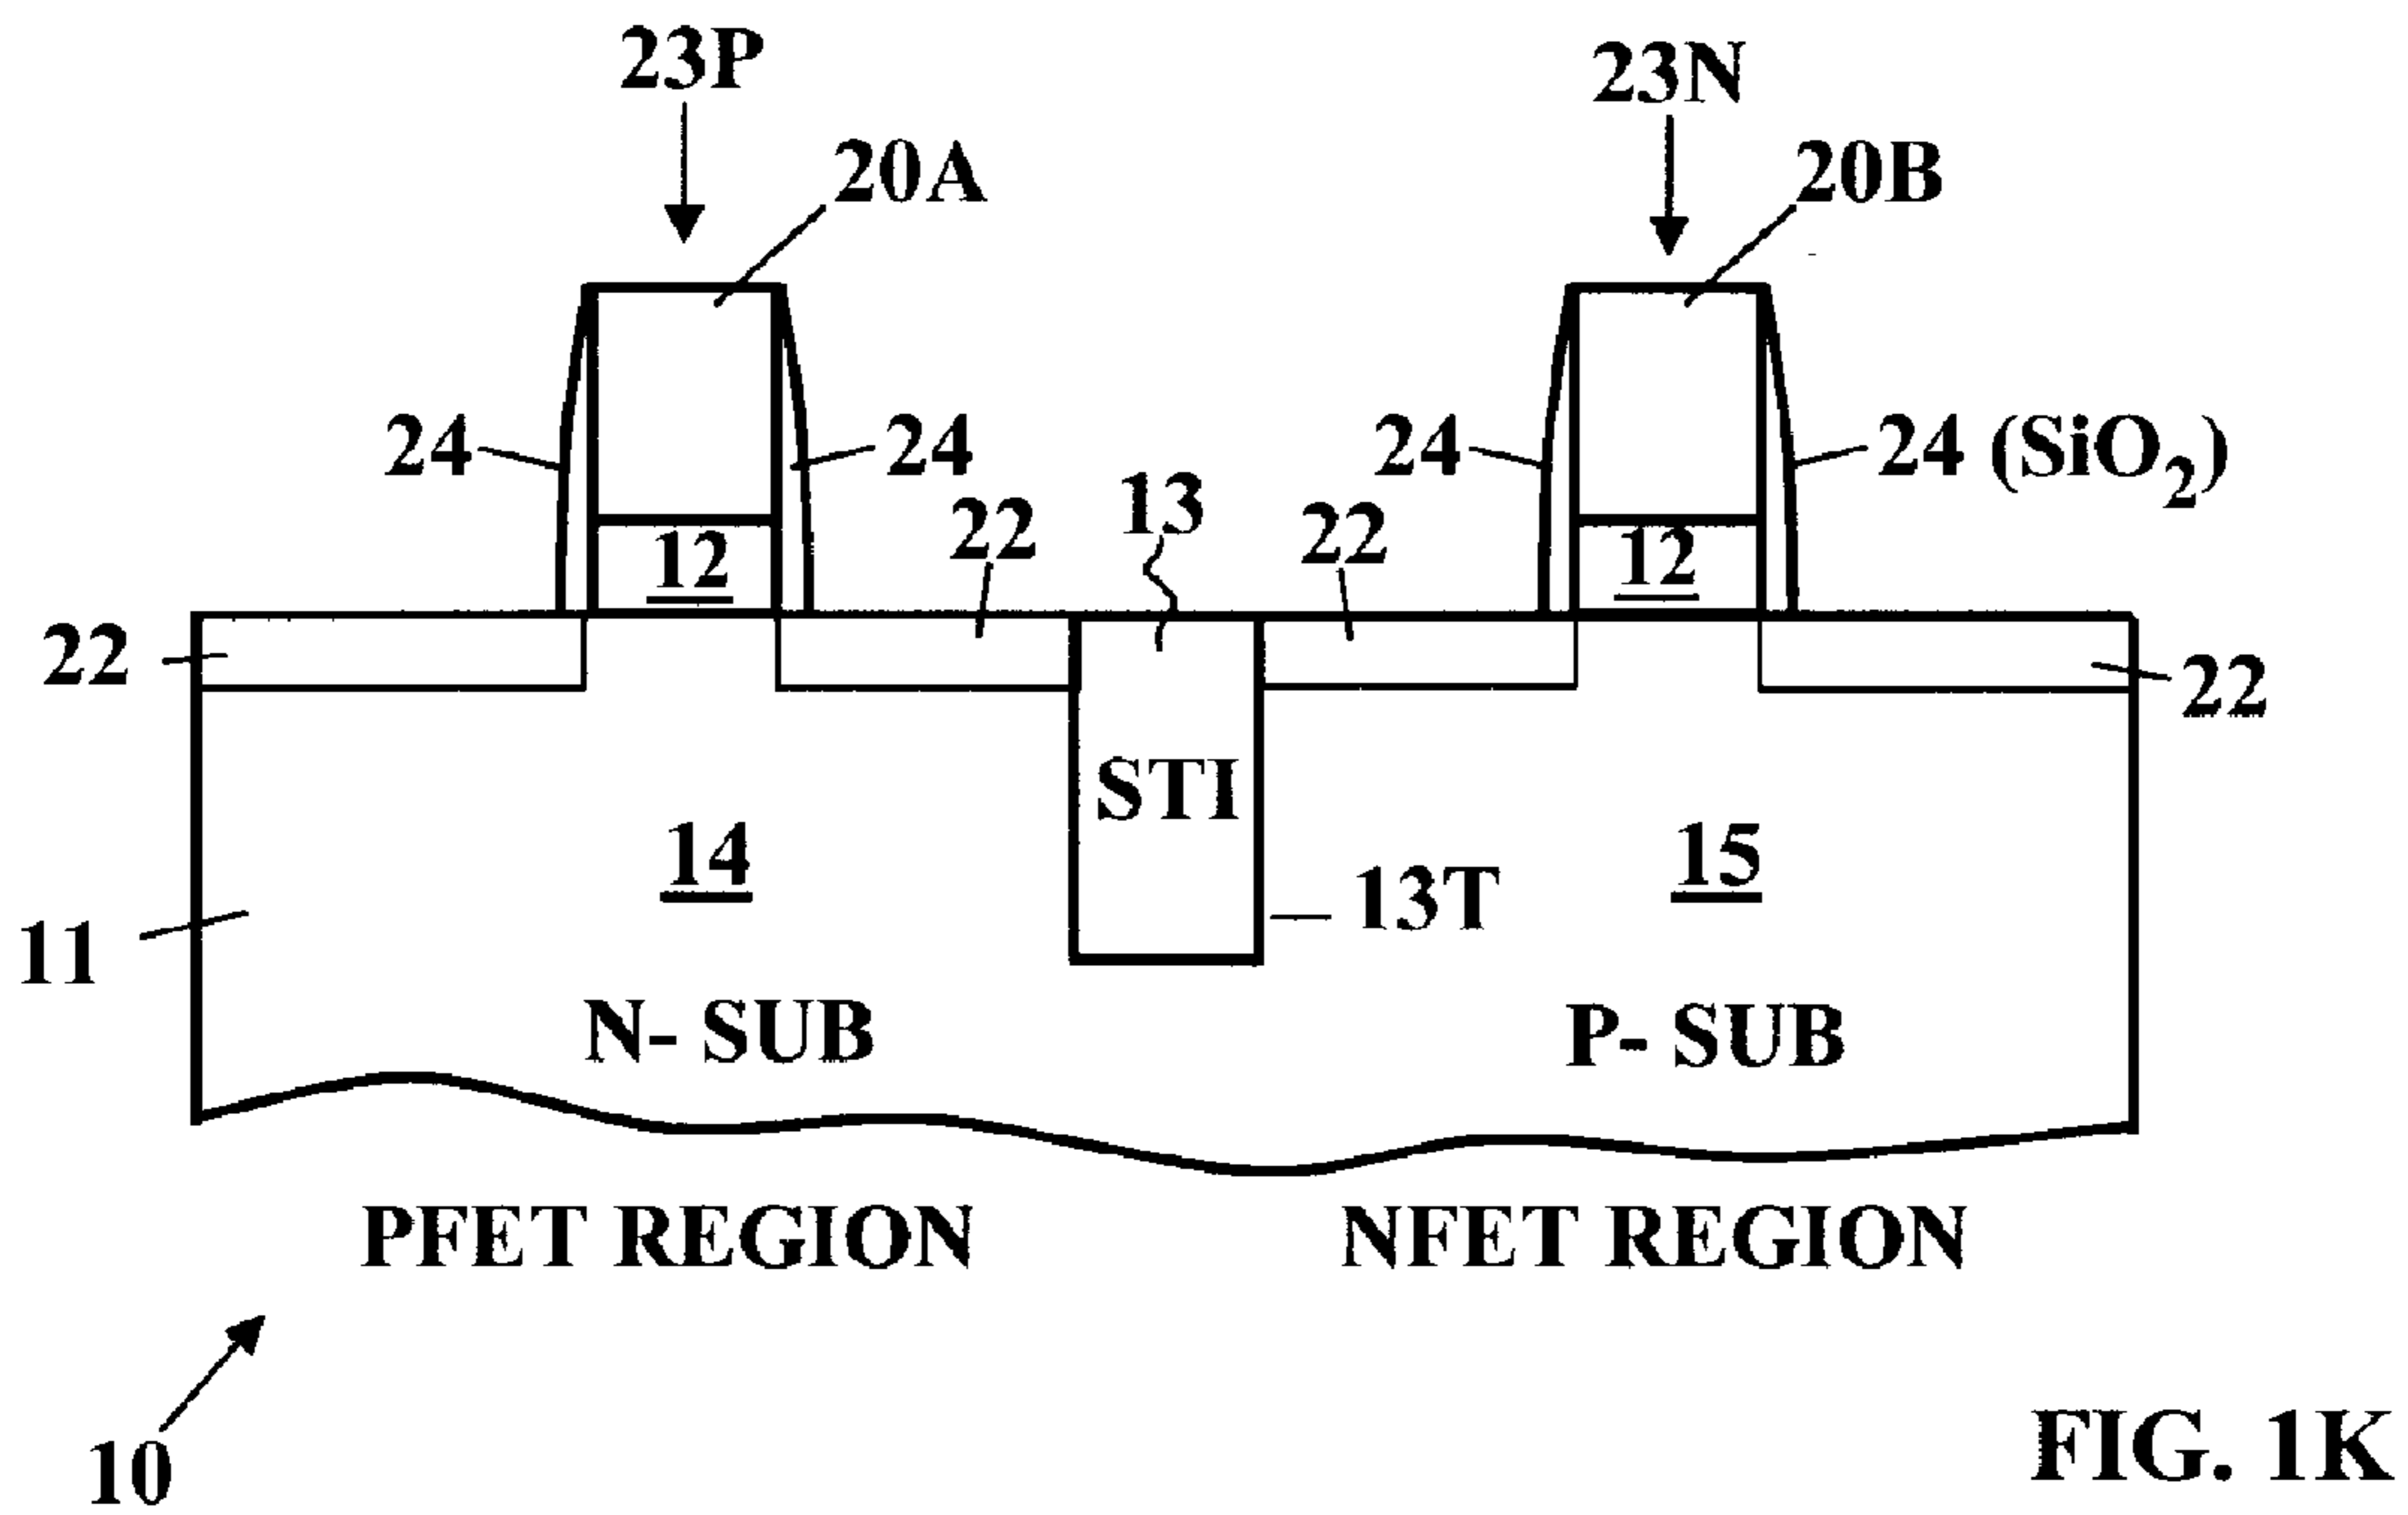 23P 23N
20A 20B
24 24 24 24 (SiO2)
22 13 22
12 12
22 22
STI
14 15
13T
11
N- SUB P- SUB
PFET REGION NFET REGION
10
FIG. 1K